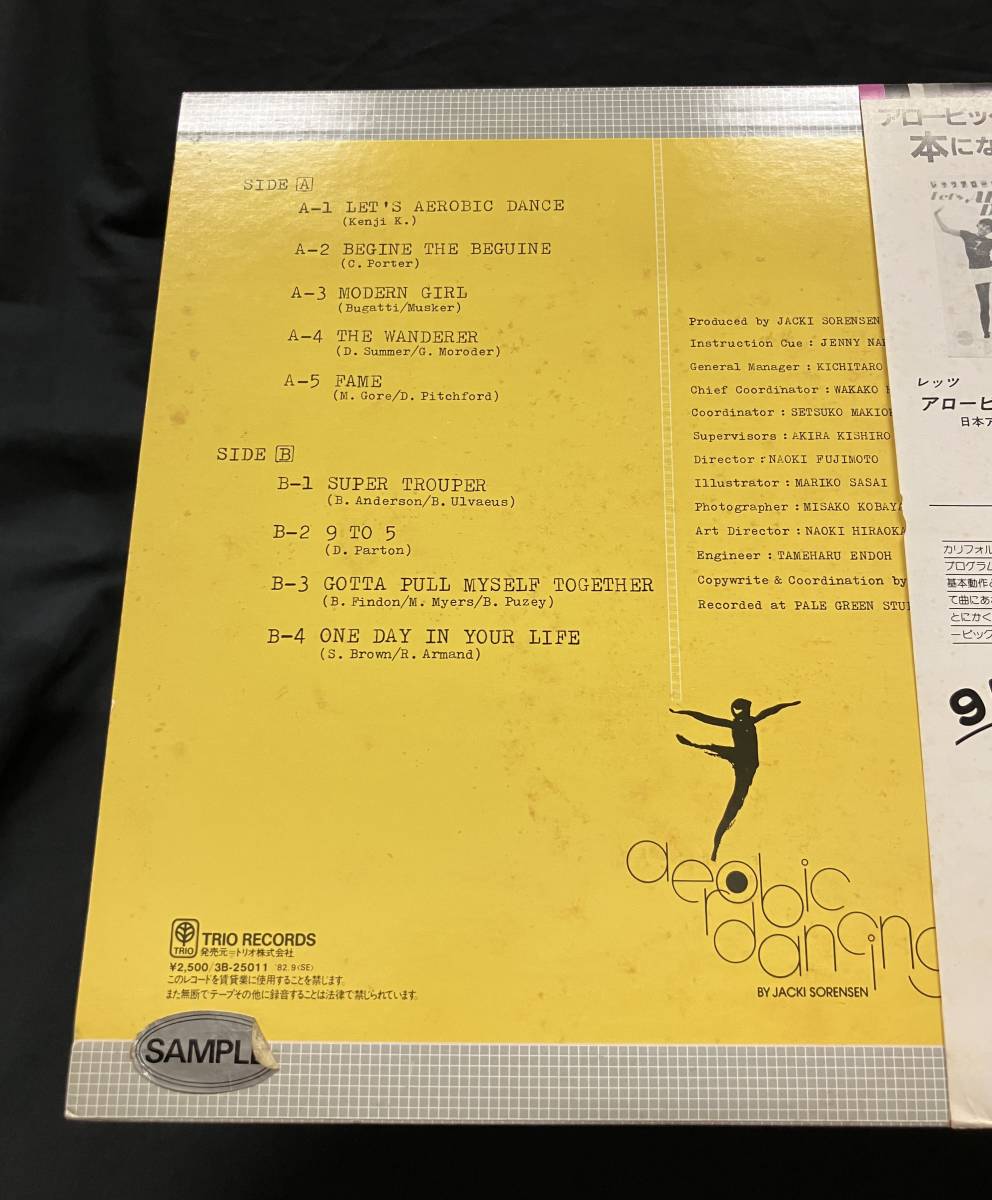 SIDE A
A-1 LET'S AEROBIC DANCE
(Kenji K.)
A-2 BEGINE THE BEGUINE
(C. Porter)
A-3 MODERN GIRL
(Bugatti/Musker)
A-4 THE WANDERER
(D. Summer/G. Moroder)
A-5 FAME
(M. Gore/D. Pitchford)
SIDE B
B-1 SUPER TROUPER
(B. Anderson/B. Ulvaeus)
B-2 9 TO 5
(D. Parton)
B-3 GOTTA PULL MYSELF TOGETHER
(B. Findon/M. Myers/B. Puzey)
B-4 ONE DAY IN YOUR LIFE
(S. Brown/R. Armand)
Produced by JACKI SORENSEN
Instruction Cue : JENNY
General Manager : KICHITARO
Chief Coordinator : WAKAKO
Coordinator : SETSUKO
Supervisors : AKIRA KISHIRO
Director : NAOKI FUJIMOTO
Illustrator : MARIKO SASAI
Photographer : MISAKO
Art Director : NAOKI HIRAOKA
Engineer : TAMEHARU ENDOH
Copywrite & Coordination by
Recorded at PALE GREEN
aerobic
dancing
BY JACKI SORENSEN
TRIO
TRIO RECORDS
発売元=トリオ株式会社
¥2,500/3B-25011 '82.9(SE)
このレコードを賃貸業に使用することを禁じます。
また無断でテープその他に録音することは法律で禁じられています。
SAMPLE
アロービック
本にな
レッツ
アロービ
日本ア
カリフォル
プログラム
基本動作と
て曲にあ
とにかく
ービック
9